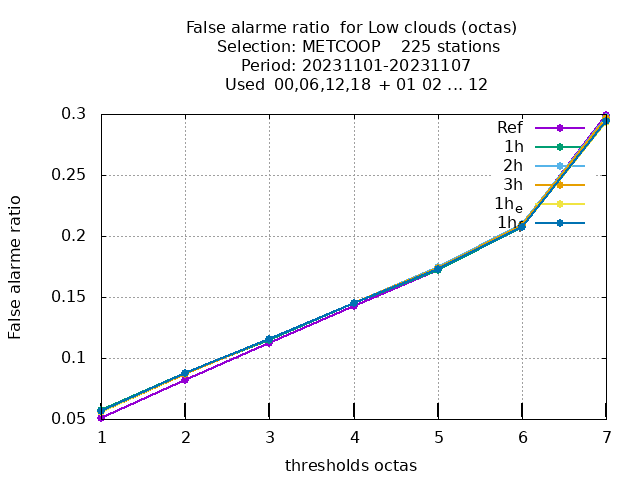 False alarme ratio  for Low clouds (octas)
Selection: METCOOP    225 stations
Period: 20231101-20231107
Used  00,06,12,18 + 01 02 ... 12
False alarme ratio
0.3
0.25
0.2
0.15
0.1
0.05
Ref
1h
2h
3h
1he
1h
1 2 3 4 5 6 7
thresholds octas